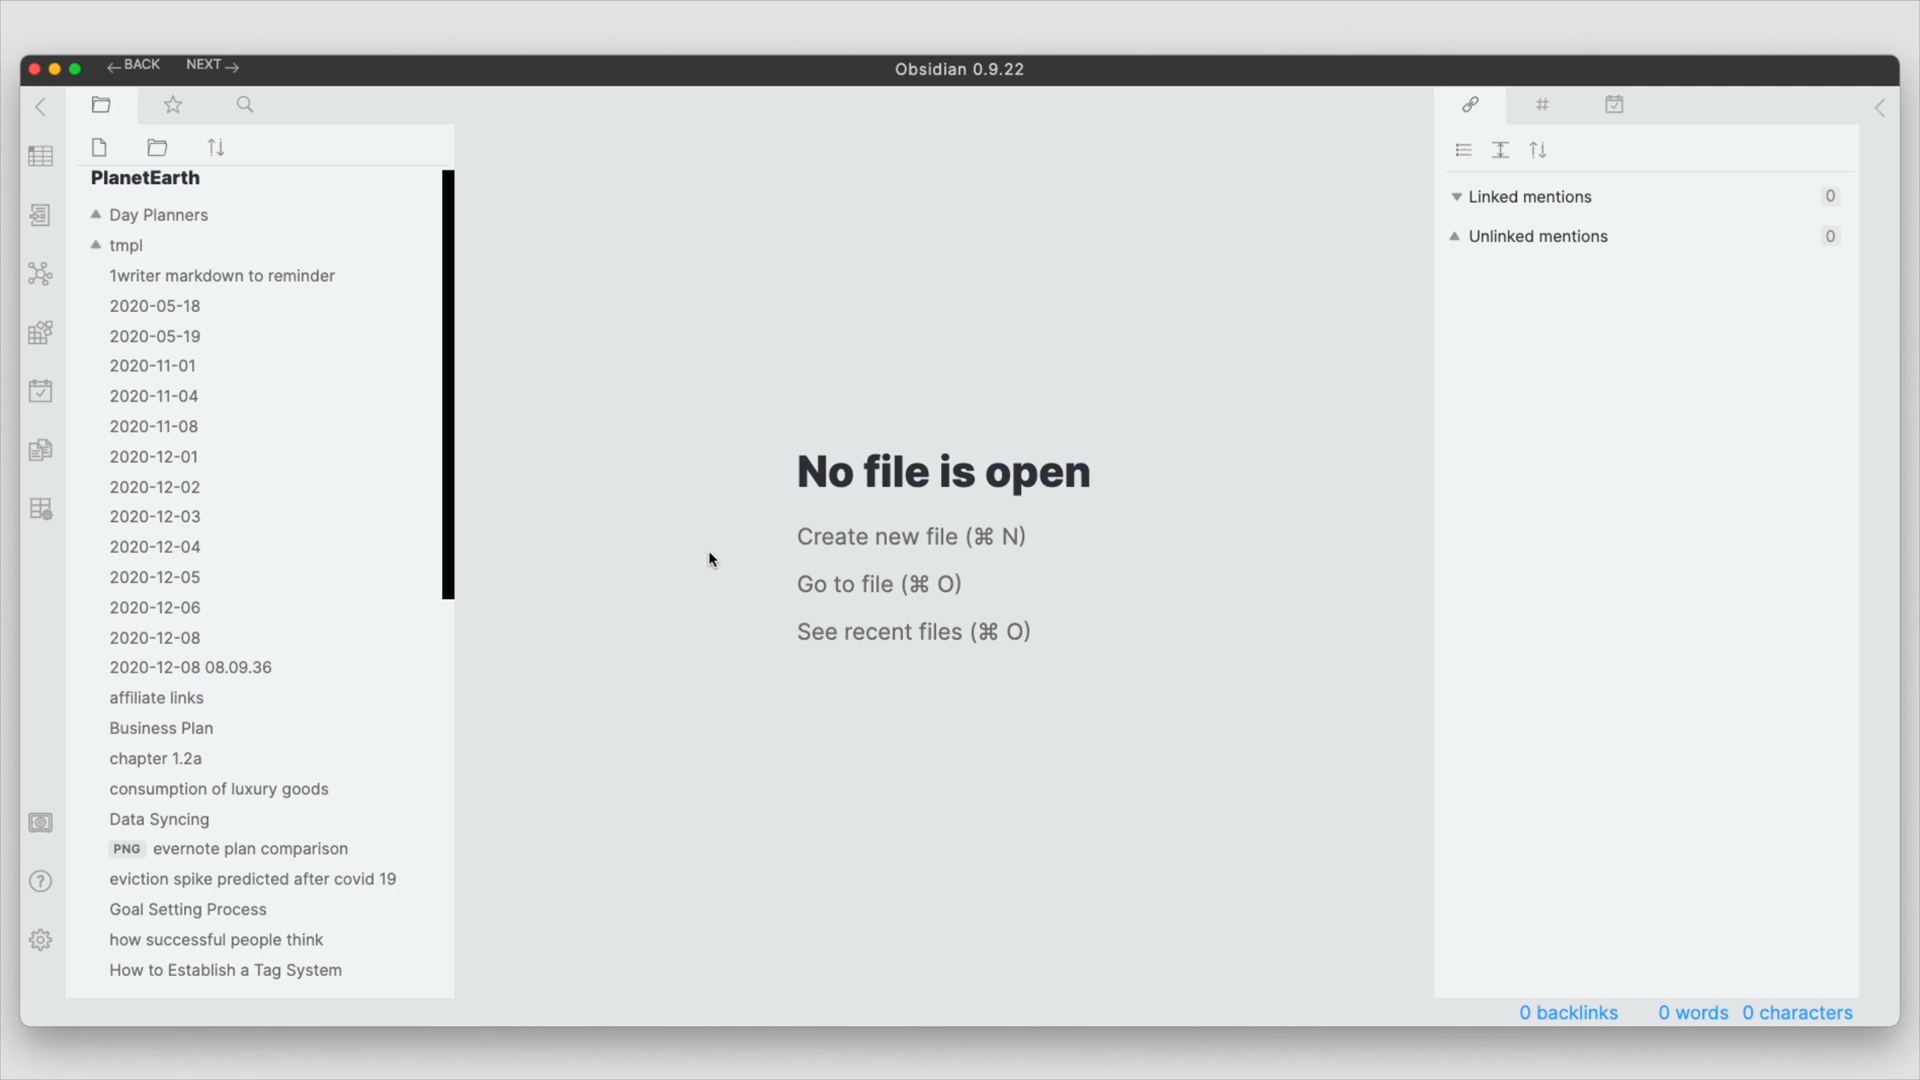 BACK NEXT
Obsidian 0.9.22
PlanetEarth
Day Planners
tmpl
1writer markdown to reminder
2020-05-18
2020-05-19
2020-11-01
2020-11-04
2020-11-08
2020-12-01
2020-12-02
2020-12-03
2020-12-04
2020-12-05
2020-12-06
2020-12-08
2020-12-08 08.09.36
affiliate links
Business Plan
chapter 1.2a
consumption of luxury goods
Data Syncing
PNG evernote plan comparison
eviction spike predicted after covid 19
Goal Setting Process
how successful people think
How to Establish a Tag System
No file is open
Create new file (⌘ N)
Go to file (⌘ O)
See recent files (⌘ O)
Linked mentions 0
Unlinked mentions 0
0 backlinks 0 words 0 characters